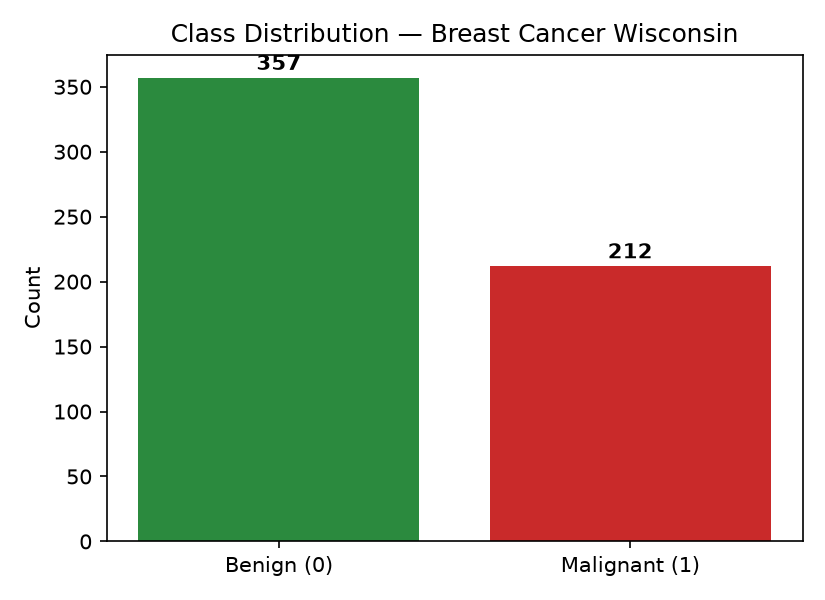 Class Distribution — Breast Cancer Wisconsin
357
212
350
300
250
200
150
100
50
0
Count
Benign (0)
Malignant (1)